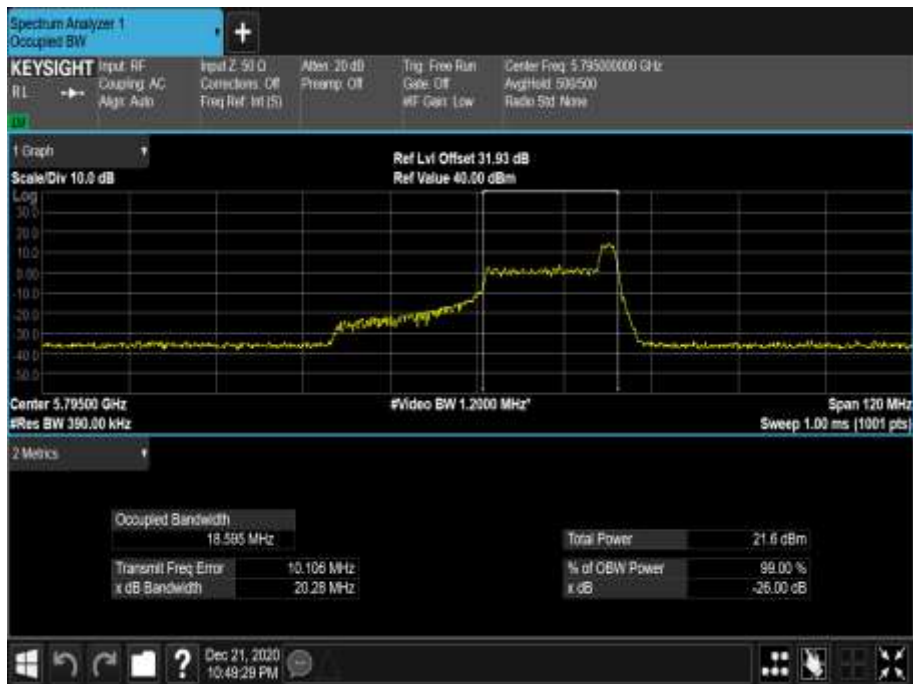 Spectrum Analyzer 1
Occupied BW
+
KEYSIGHT
RL
Input: RF
Coupling: AC
Align: Auto
Input Z: 50 Ω
Corrections: Off
Freq Ref: Int (S)
Atten: 20 dB
Preamp: Off
Trig: Free Run
Gate: Off
#IF Gain: Low
Center Freq: 5.795000000 GHz
Avg|Hold: 500/500
Radio Std: None
1 Graph
Scale/Div 10.0 dB
Ref Lvl Offset 31.93 dB
Ref Value 40.00 dBm
Log
30.0
20.0
10.0
0.00
-10.0
-20.0
-30.0
-40.0
-50.0
Center 5.79500 GHz
#Video BW 1.2000 MHz*
Span 120 MHz
#Res BW 390.00 kHz
Sweep 1.00 ms (1001 pts)
2 Metrics
Occupied Bandwidth
18.595 MHz
Total Power 21.6 dBm
Transmit Freq Error 10.106 MHz
% of OBW Power 99.00 %
x dB Bandwidth 20.28 MHz
x dB -26.00 dB
?
Dec 21, 2020
10:49:29 PM